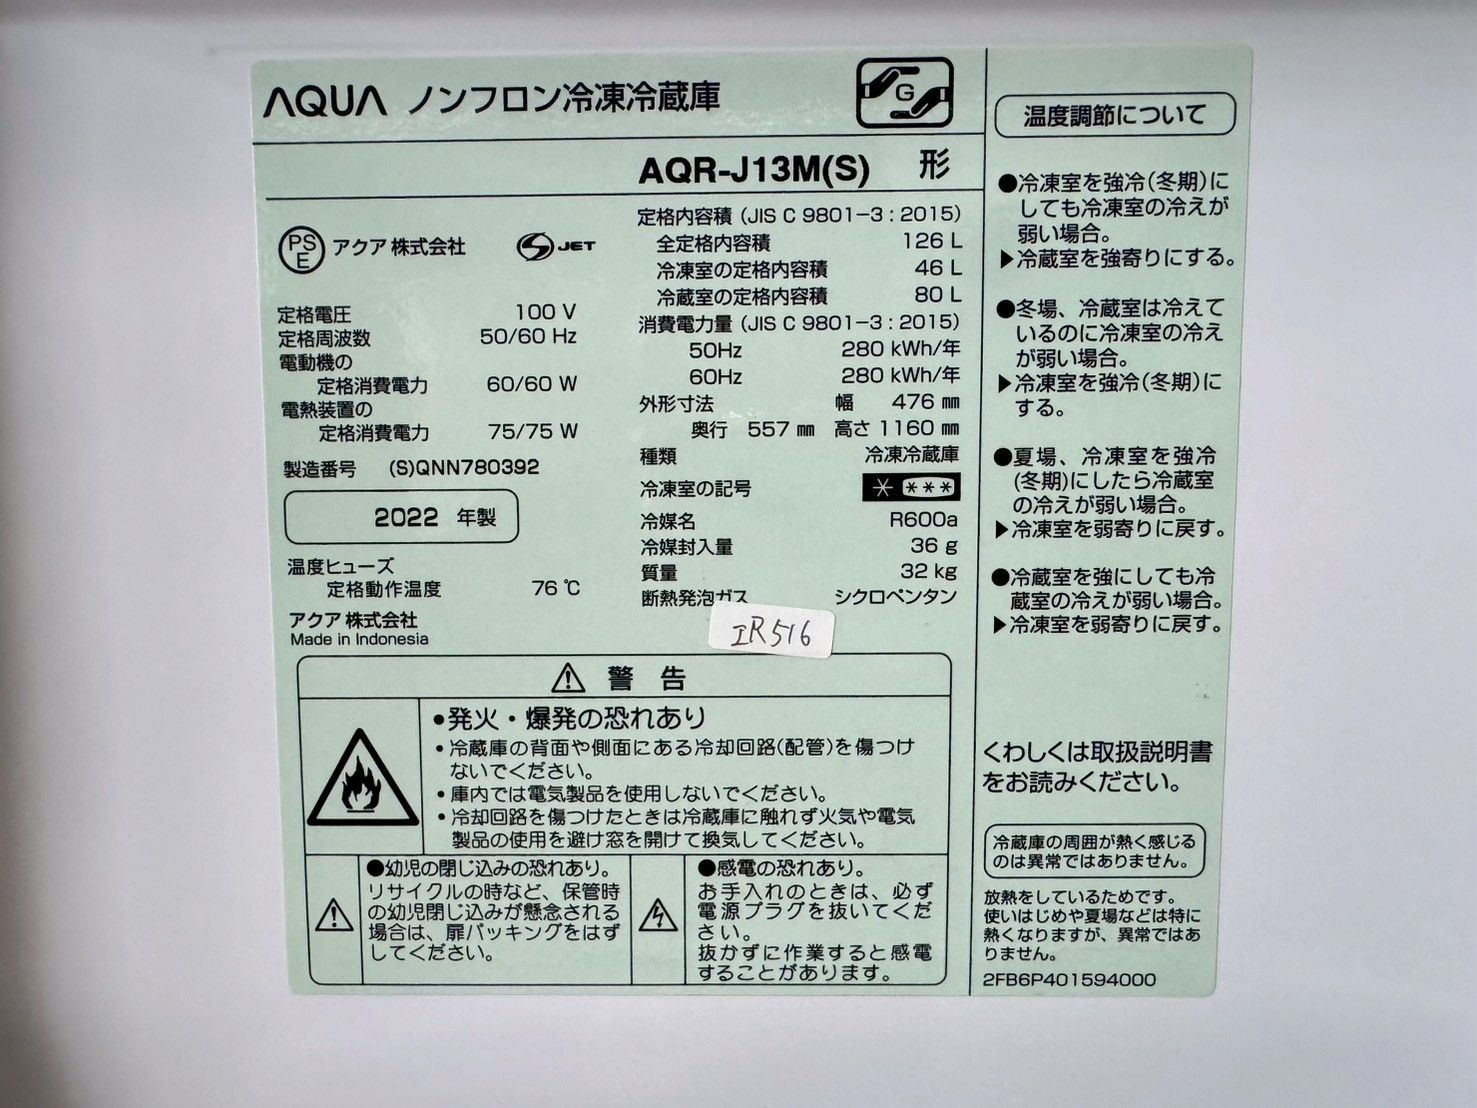 AQUA ノンフロン冷凍冷蔵庫
G
AQR-J13M(S) 形
PS
E
アクア 株式会社
JET
定格電圧 100 V
定格周波数 50/60 Hz
電動機の
定格消費電力 60/60 W
電熱装置の
定格消費電力 75/75 W
製造番号 (S)QNN780392
2022 年製
温度ヒューズ
定格動作温度 76 ℃
アクア 株式会社
Made in Indonesia
定格内容積 (JIS C 9801-3 : 2015)
全定格内容積 126 L
冷凍室の定格内容積 46 L
冷蔵室の定格内容積 80 L
消費電力量 (JIS C 9801-3 : 2015)
50Hz 280 kWh/年
60Hz 280 kWh/年
外形寸法 幅 476 ㎜
奥行 557 ㎜ 高さ 1160 ㎜
種類 冷凍冷蔵庫
冷凍室の記号 * ***
冷媒名 R600a
冷媒封入量 36 g
質量 32 kg
断熱発泡ガス シクロペンタン
IR516
⚠ 警 告
•発火・爆発の恐れあり
•冷蔵庫の背面や側面にある冷却回路(配管)を傷つけ
ないでください。
•庫内では電気製品を使用しないでください。
•冷却回路を傷つけたときは冷蔵庫に触れず火気や電気
製品の使用を避け窓を開けて換気してください。
●幼児の閉じ込みの恐れあり。
リサイクルの時など、保管時
の幼児閉じ込みが懸念される
場合は、扉パッキングをはず
してください。
●感電の恐れあり。
お手入れのときは、必ず
電源プラグを抜いてくだ
さい。
抜かずに作業すると感電
することがあります。
温度調節について
●冷凍室を強冷(冬期)に
しても冷凍室の冷えが
弱い場合。
▶冷蔵室を強寄りにする。
●冬場、冷蔵室は冷えて
いるのに冷凍室の冷え
が弱い場合。
▶冷凍室を強冷(冬期)に
する。
●夏場、冷凍室を強冷
(冬期)にしたら冷蔵室
の冷えが弱い場合。
▶冷凍室を弱寄りに戻す。
●冷蔵室を強にしても冷
蔵室の冷えが弱い場合。
▶冷凍室を弱寄りに戻す。
くわしくは取扱説明書
をお読みください。
冷蔵庫の周囲が熱く感じる
のは異常ではありません。
放熱をしているためです。
使いはじめや夏場などは特に
熱くなりますが、異常ではあ
りません。
2FB6P401594000